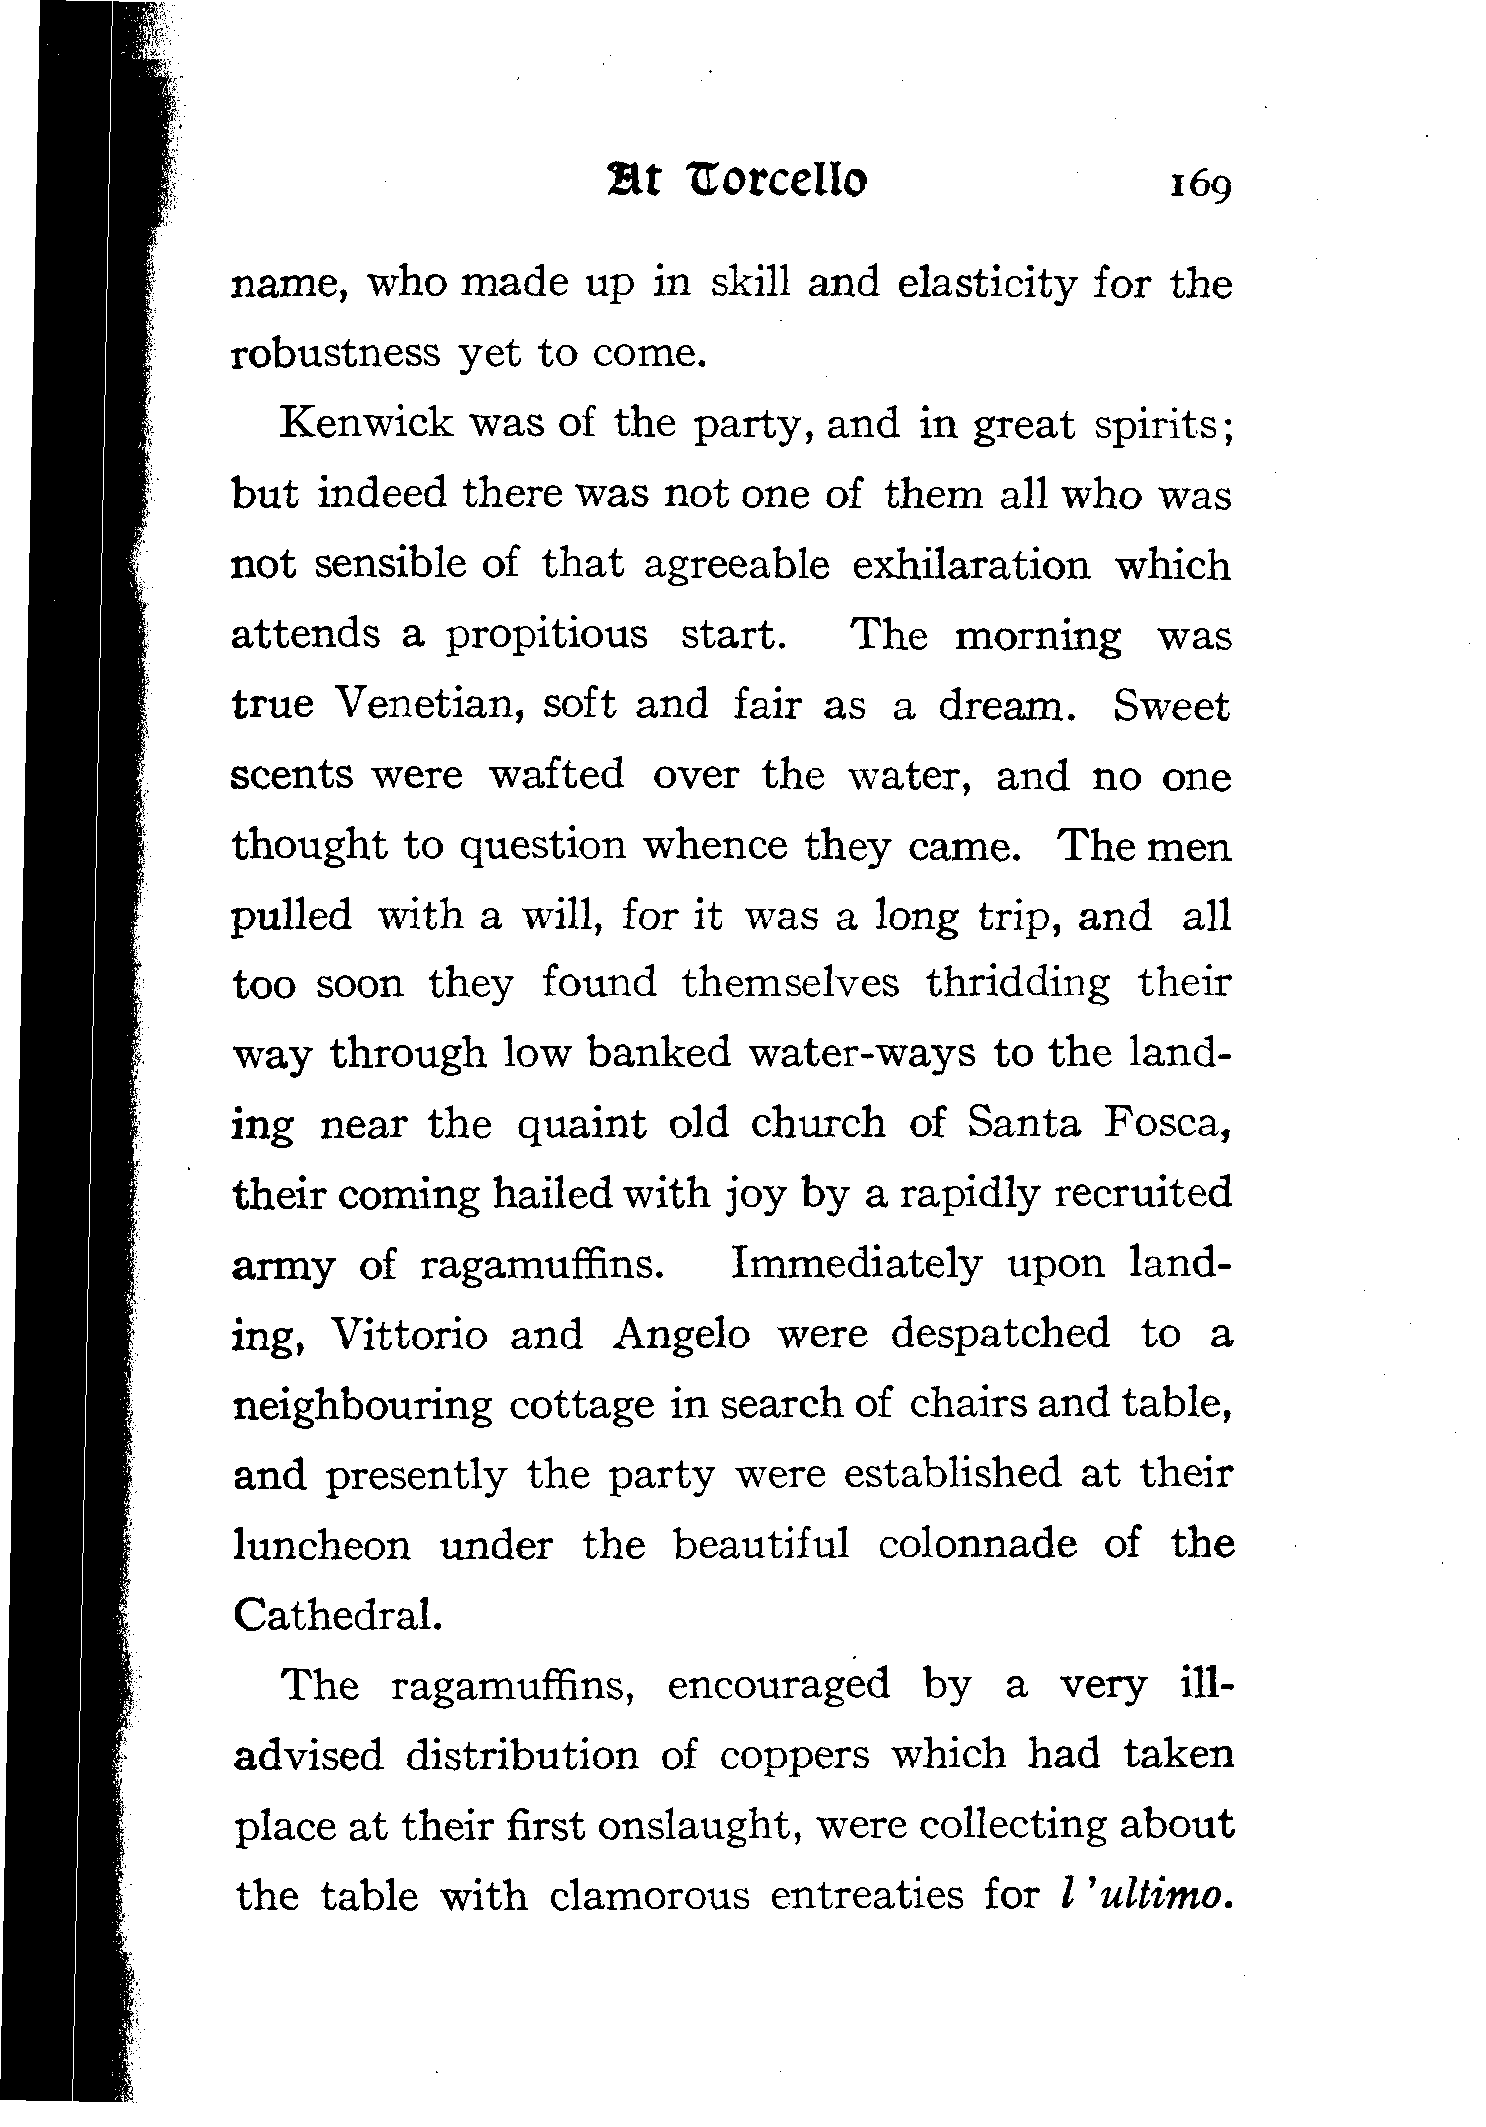 At Torcello 169
name, who made up in skill and elasticity for the
robustness yet to come.
Kenwick was of the party, and in great spirits;
but indeed there was not one of them all who was
not sensible of that agreeable exhilaration which
attends a propitious start. The morning was
true Venetian, soft and fair as a dream. Sweet
scents were wafted over the water, and no one
thought to question whence they came. The men
pulled with a will, for it was a long trip, and all
too soon they found themselves thridding their
way through low banked water-ways to the land-
ing near the quaint old church of Santa Fosca,
their coming hailed with joy by a rapidly recruited
army of ragamuffins. Immediately upon land-
ing, Vittorio and Angelo were despatched to a
neighbouring cottage in search of chairs and table,
and presently the party were established at their
luncheon under the beautiful colonnade of the
Cathedral.
The ragamuffins, encouraged by a very ill-
advised distribution of coppers which had taken
place at their first onslaught, were collecting about
the table with clamorous entreaties for l'ultimo.